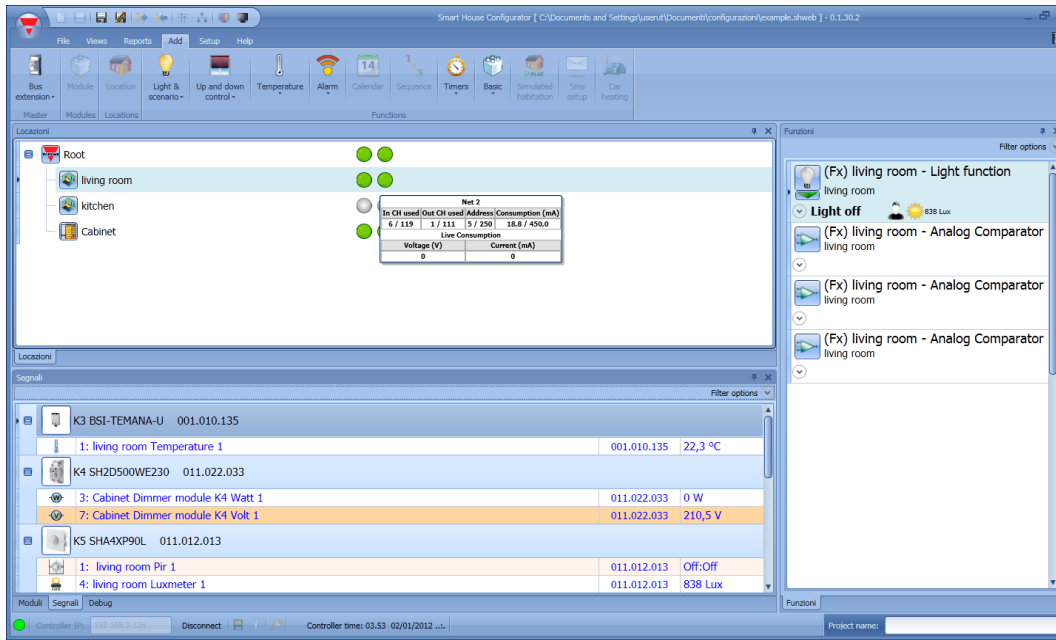 Smart House Configurator [ C:\Documents and Settings\userut\Documenti\configurazioni\example.shweb ] - 0.1.30.2
File Views Reports Add Setup Help
Bus extension
Module
Location
Light & scenario
Up and down control
Temperature
Alarm
14
Calendar
Sequence
Timers
Basic
Simulated habitation
Sms setup
Car heating
Master Modules Locations Functions
Locazioni
Root
living room
kitchen
Cabinet
Net 2
In CH used Out CH used Address Consumption (mA)
6 / 119 1 / 111 5 / 250 18.8 / 450.0
Live Consumption
Voltage (V) Current (mA)
0 0
Locazioni
Segnali
Filter options
K3 BSI-TEMANA-U 001.010.135
1: living room Temperature 1 001.010.135 22,3 ºC
K4 SH2D500WE230 011.022.033
3: Cabinet Dimmer module K4 Watt 1 011.022.033 0 W
7: Cabinet Dimmer module K4 Volt 1 011.022.033 210,5 V
K5 SHA4XP90L 011.012.013
1: living room Pir 1 011.012.013 Off:Off
4: living room Luxmeter 1 011.012.013 838 Lux
Moduli Segnali Debug
Funzioni
Filter options
(Fx) living room - Light function
living room
Light off 838 Lux
(Fx) living room - Analog Comparator
living room
(Fx) living room - Analog Comparator
living room
(Fx) living room - Analog Comparator
living room
Funzioni
Controller IP: 192.168.3.126 Disconnect Controller time: 03.53 02/01/2012 ..:. Project name: